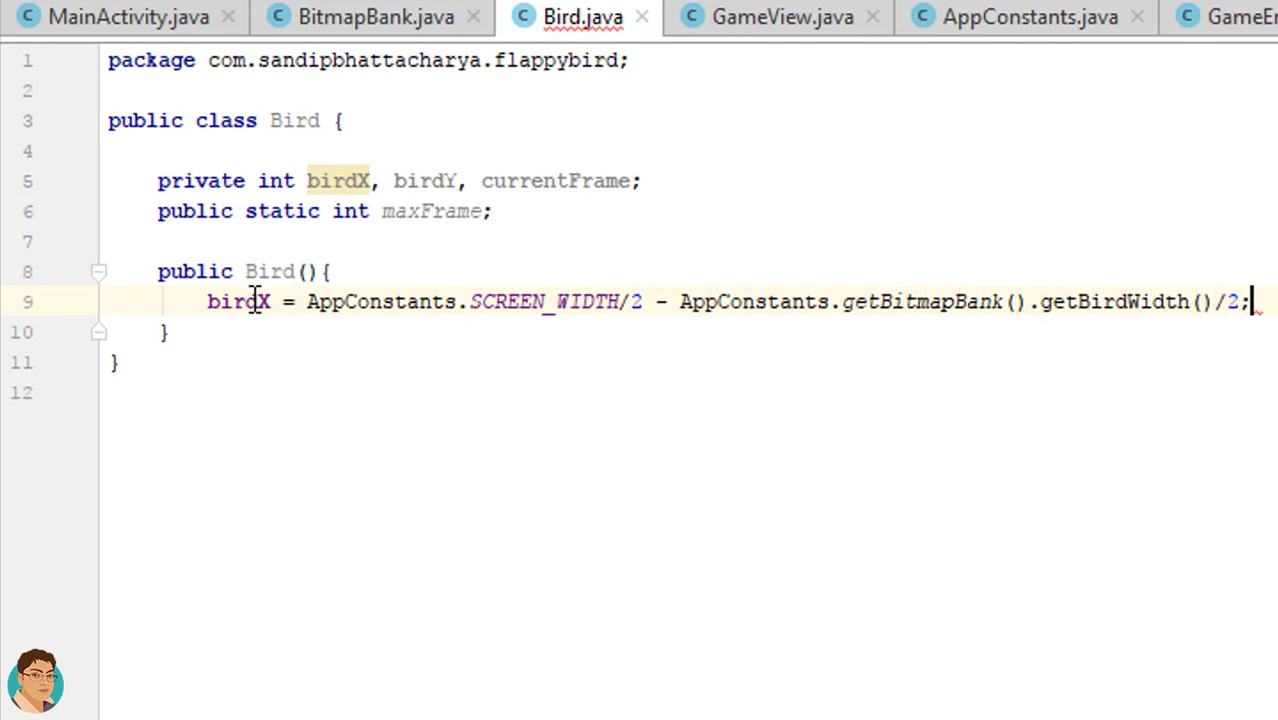 MainActivity.java BitmapBank.java Bird.java GameView.java AppConstants.java GameEn
1 package com.sandipbhattacharya.flappybird;
2
3 public class Bird {
4
5 private int birdX, birdY, currentFrame;
6 public static int maxFrame;
7
8 public Bird(){
9 birdX = AppConstants.SCREEN_WIDTH/2 - AppConstants.getBitmapBank().getBirdWidth()/2;
10 }
11 }
12